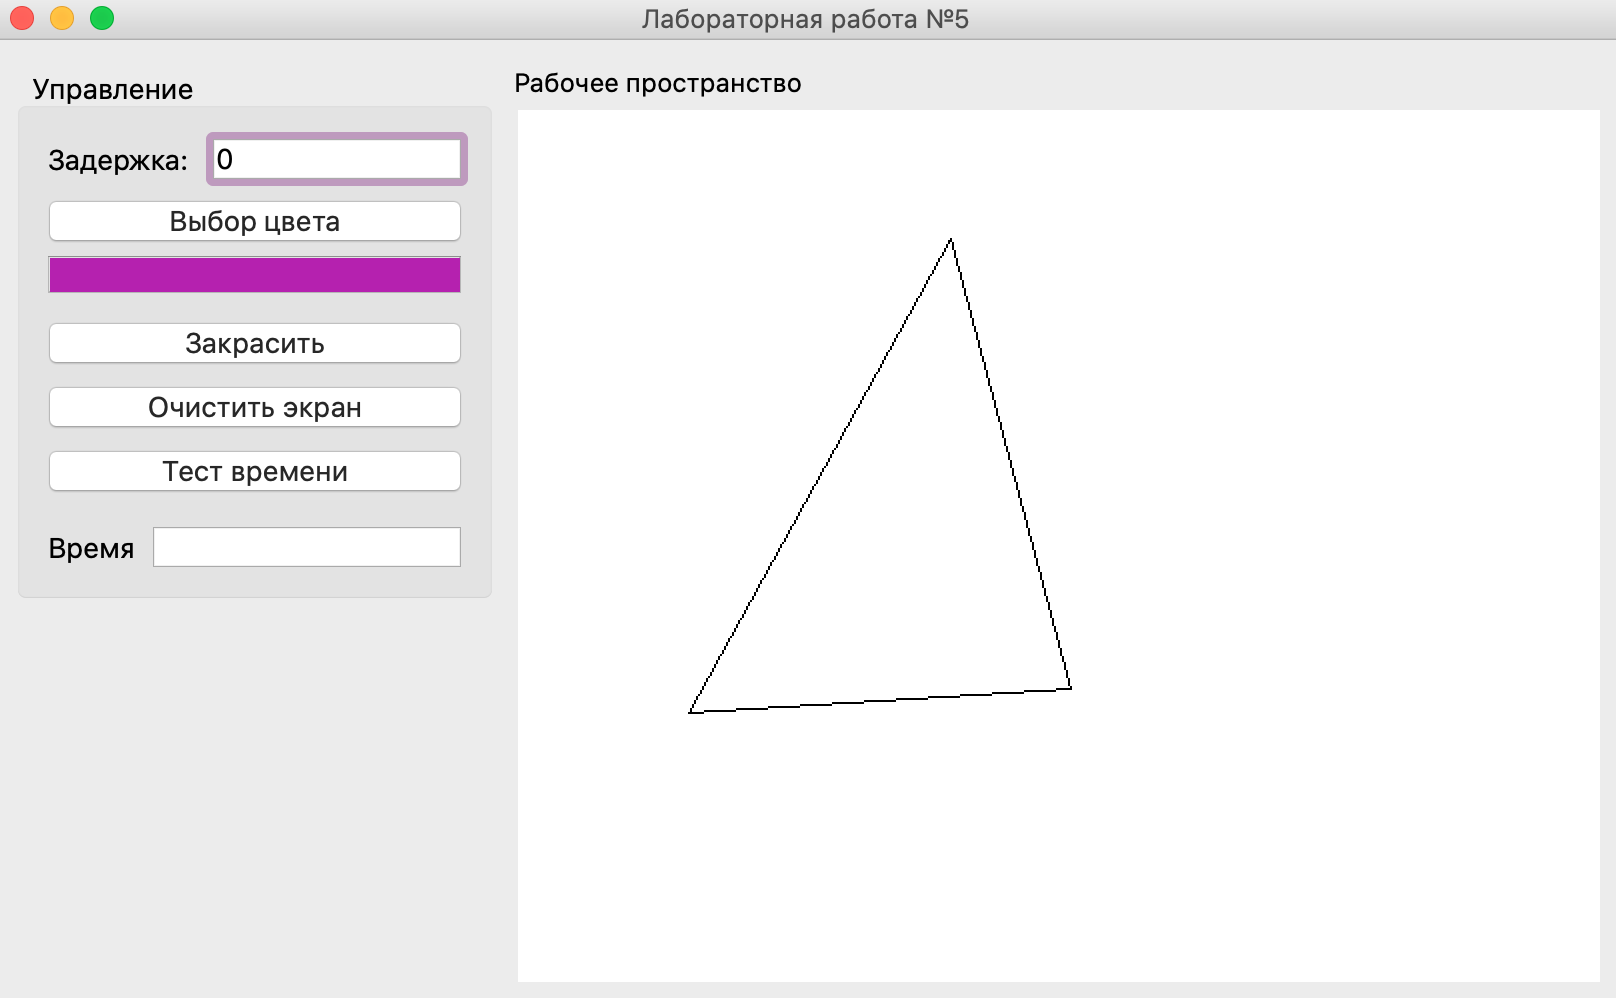 Лабораторная работа №5
Управление
Задержка: 0
Выбор цвета
Закрасить
Очистить экран
Тест времени
Время
Рабочее пространство